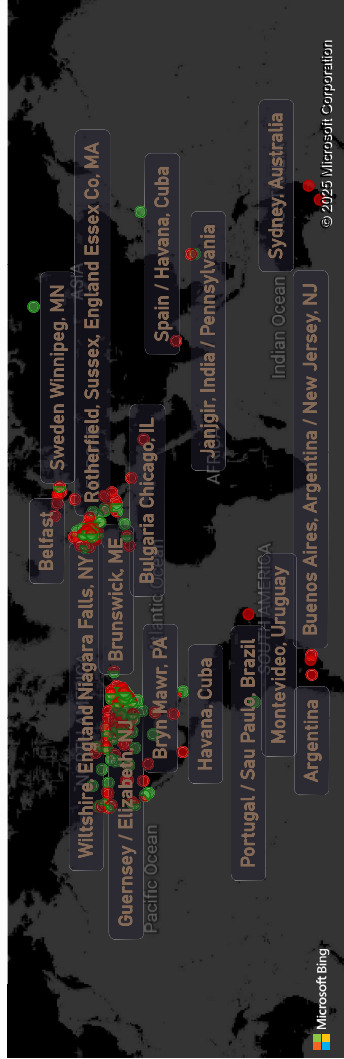 Belfast
Sweden Winnipeg, MN
ASIA
Wiltshire, England Niagara Falls, NY
Rotherfield, Sussex, England Essex Co, MA
Guernsey / Elizabeth, NJ
Brunswick, ME
Bulgaria Chicago, IL
Spain / Havana, Cuba
Pacific Ocean
Bryn Mawr, PA
Atlantic Ocean
Havana, Cuba
AFRICA
Janjgir, India / Pennsylvania
Portugal / Sau Paulo, Brazil
SOUTH AMERICA
Montevideo, Uruguay
Indian Ocean
Sydney, Australia
Argentina
Buenos Aires, Argentina / New Jersey, NJ
Microsoft Bing
© 2025 Microsoft Corporation